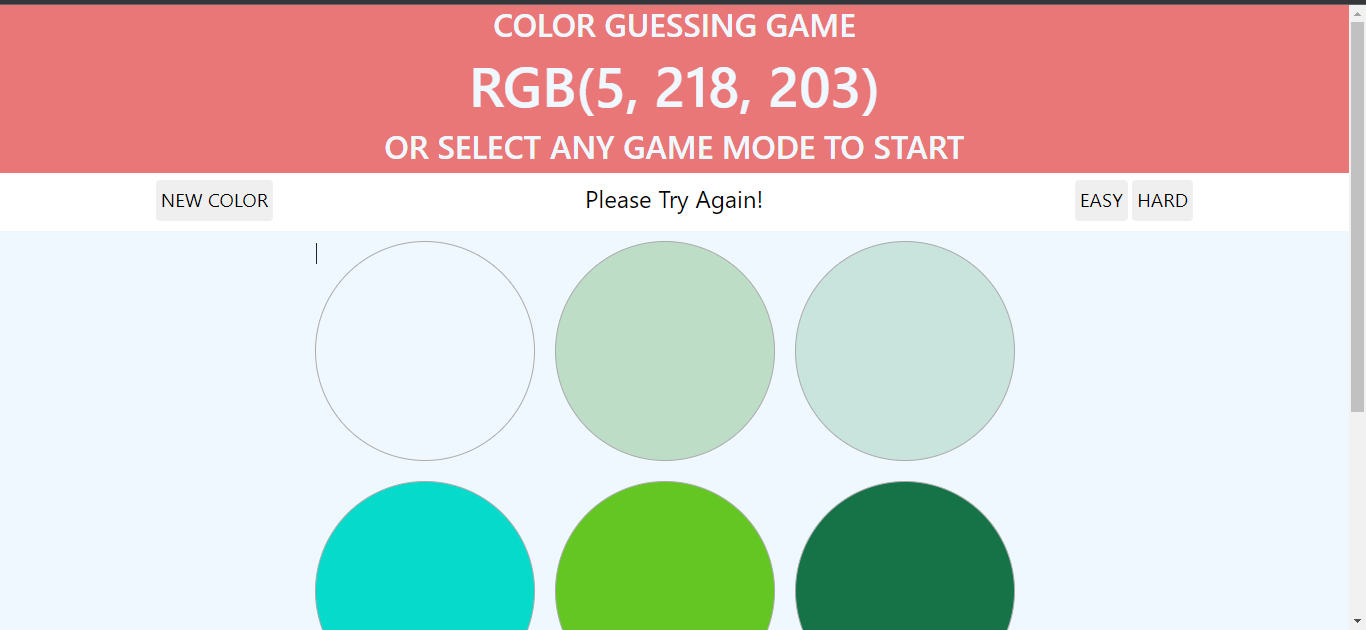 COLOR GUESSING GAME
RGB(5, 218, 203)
OR SELECT ANY GAME MODE TO START
NEW COLOR
Please Try Again!
EASY
HARD